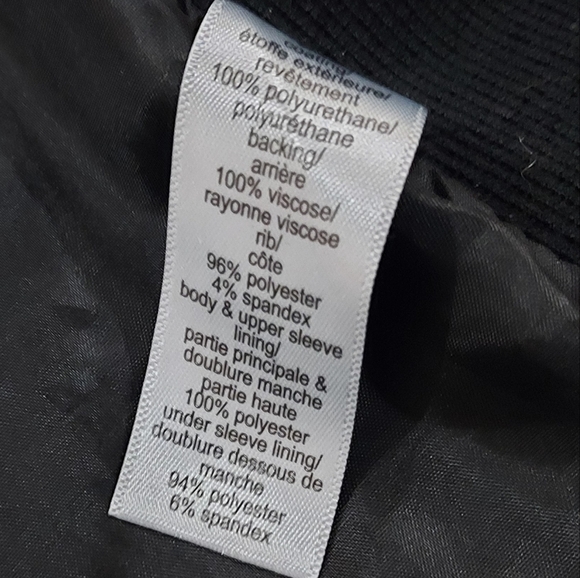 coating/
étoffe extérieure/
revêtement
100% polyurethane/
polyuréthane
backing/
arrière
100% viscose/
rayonne viscose
rib/
côte
96% polyester
4% spandex
body & upper sleeve
lining/
partie principale &
doublure manche
partie haute
100% polyester
under sleeve lining/
doublure dessous de
manche
94% polyester
6% spandex